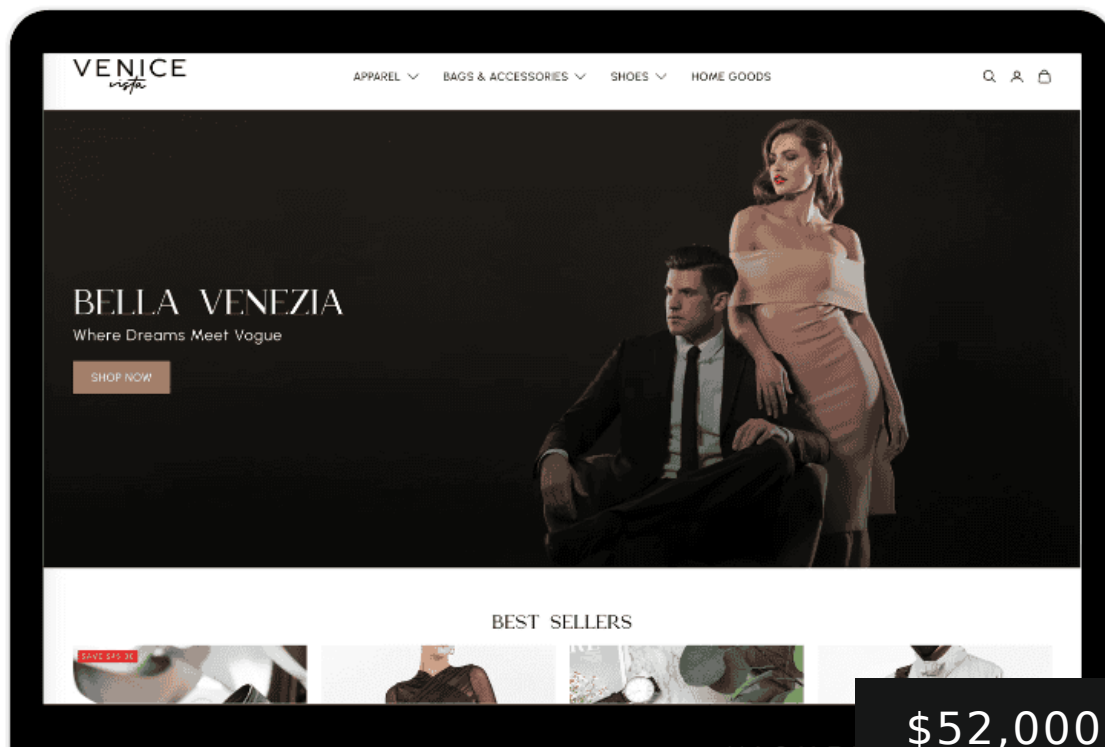 VENICE
vista
APPAREL BAGS & ACCESSORIES SHOES HOME GOODS
BELLA VENEZIA
Where Dreams Meet Vogue
SHOP NOW
BEST SELLERS
SAVE
$52,000